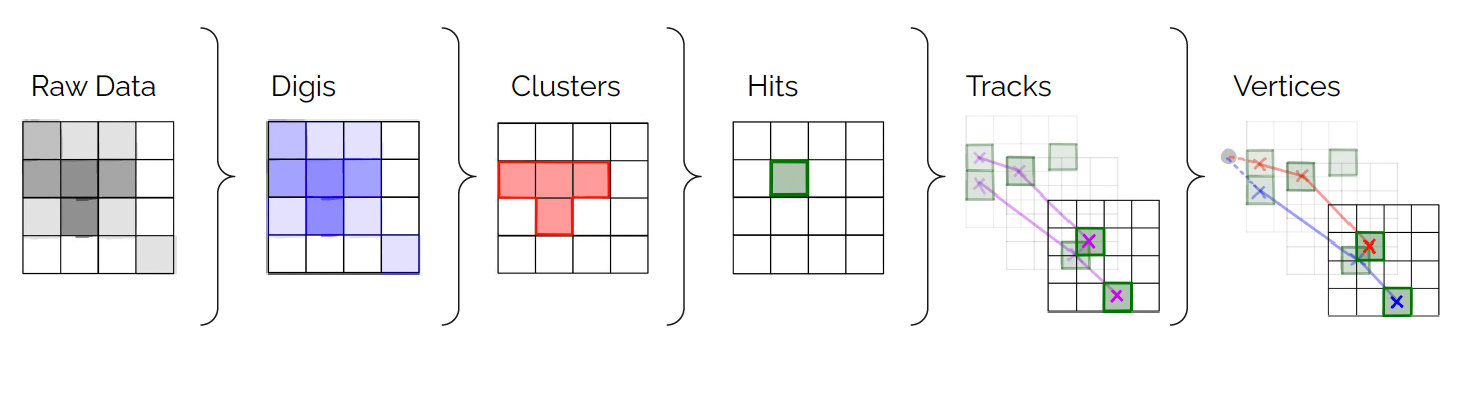 Raw Data
Digis
Clusters
Hits
Tracks
Vertices